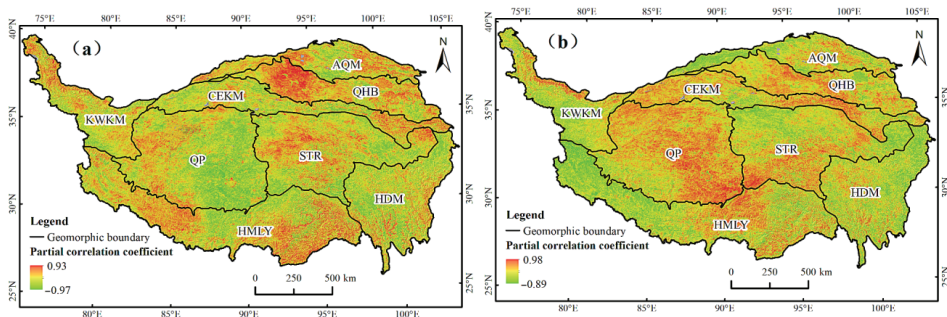 75°E 80°E 85°E 90°E 95°E 100°E 105°E
40°N
35°N
30°N
25°N
(a)
N
AQM
QHB
CEKM
KWKM
QP
STR
HDM
HMLY
Legend
Geomorphic boundary
Partial correlation coefficient
0.93
−0.97
0 250 500 km
80°E 85°E 90°E 95°E 100°E
75°E 80°E 85°E 90°E 95°E 100°E 105°E
40°N
35°N
30°N
25°N
(b)
N
AQM
QHB
CEKM
KWKM
QP
STR
HDM
HMLY
Legend
Geomorphic boundary
Partial correlation coefficient
0.98
−0.89
0 250 500 km
80°E 85°E 90°E 95°E 100°E